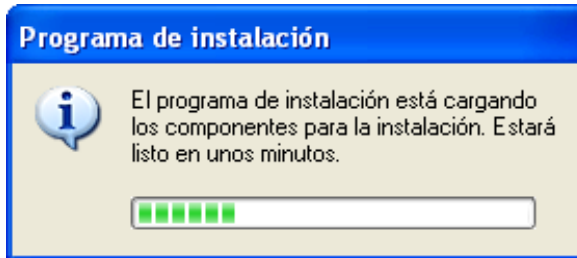 Programa de instalación
El programa de instalación está cargando
los componentes para la instalación. Estará
listo en unos minutos.